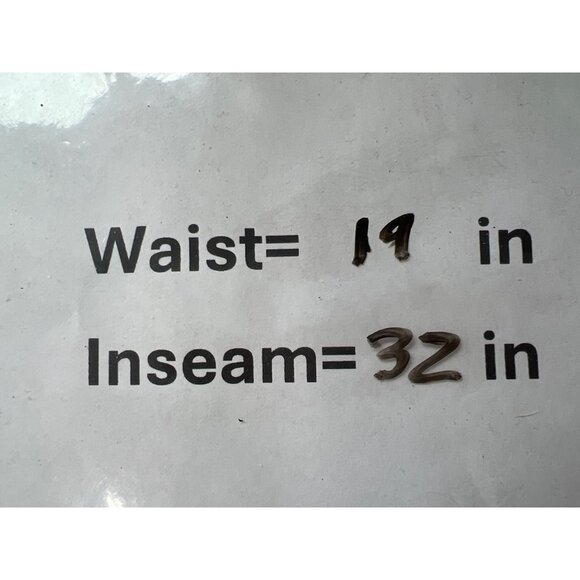 Waist= 19 in
Inseam= 32 in